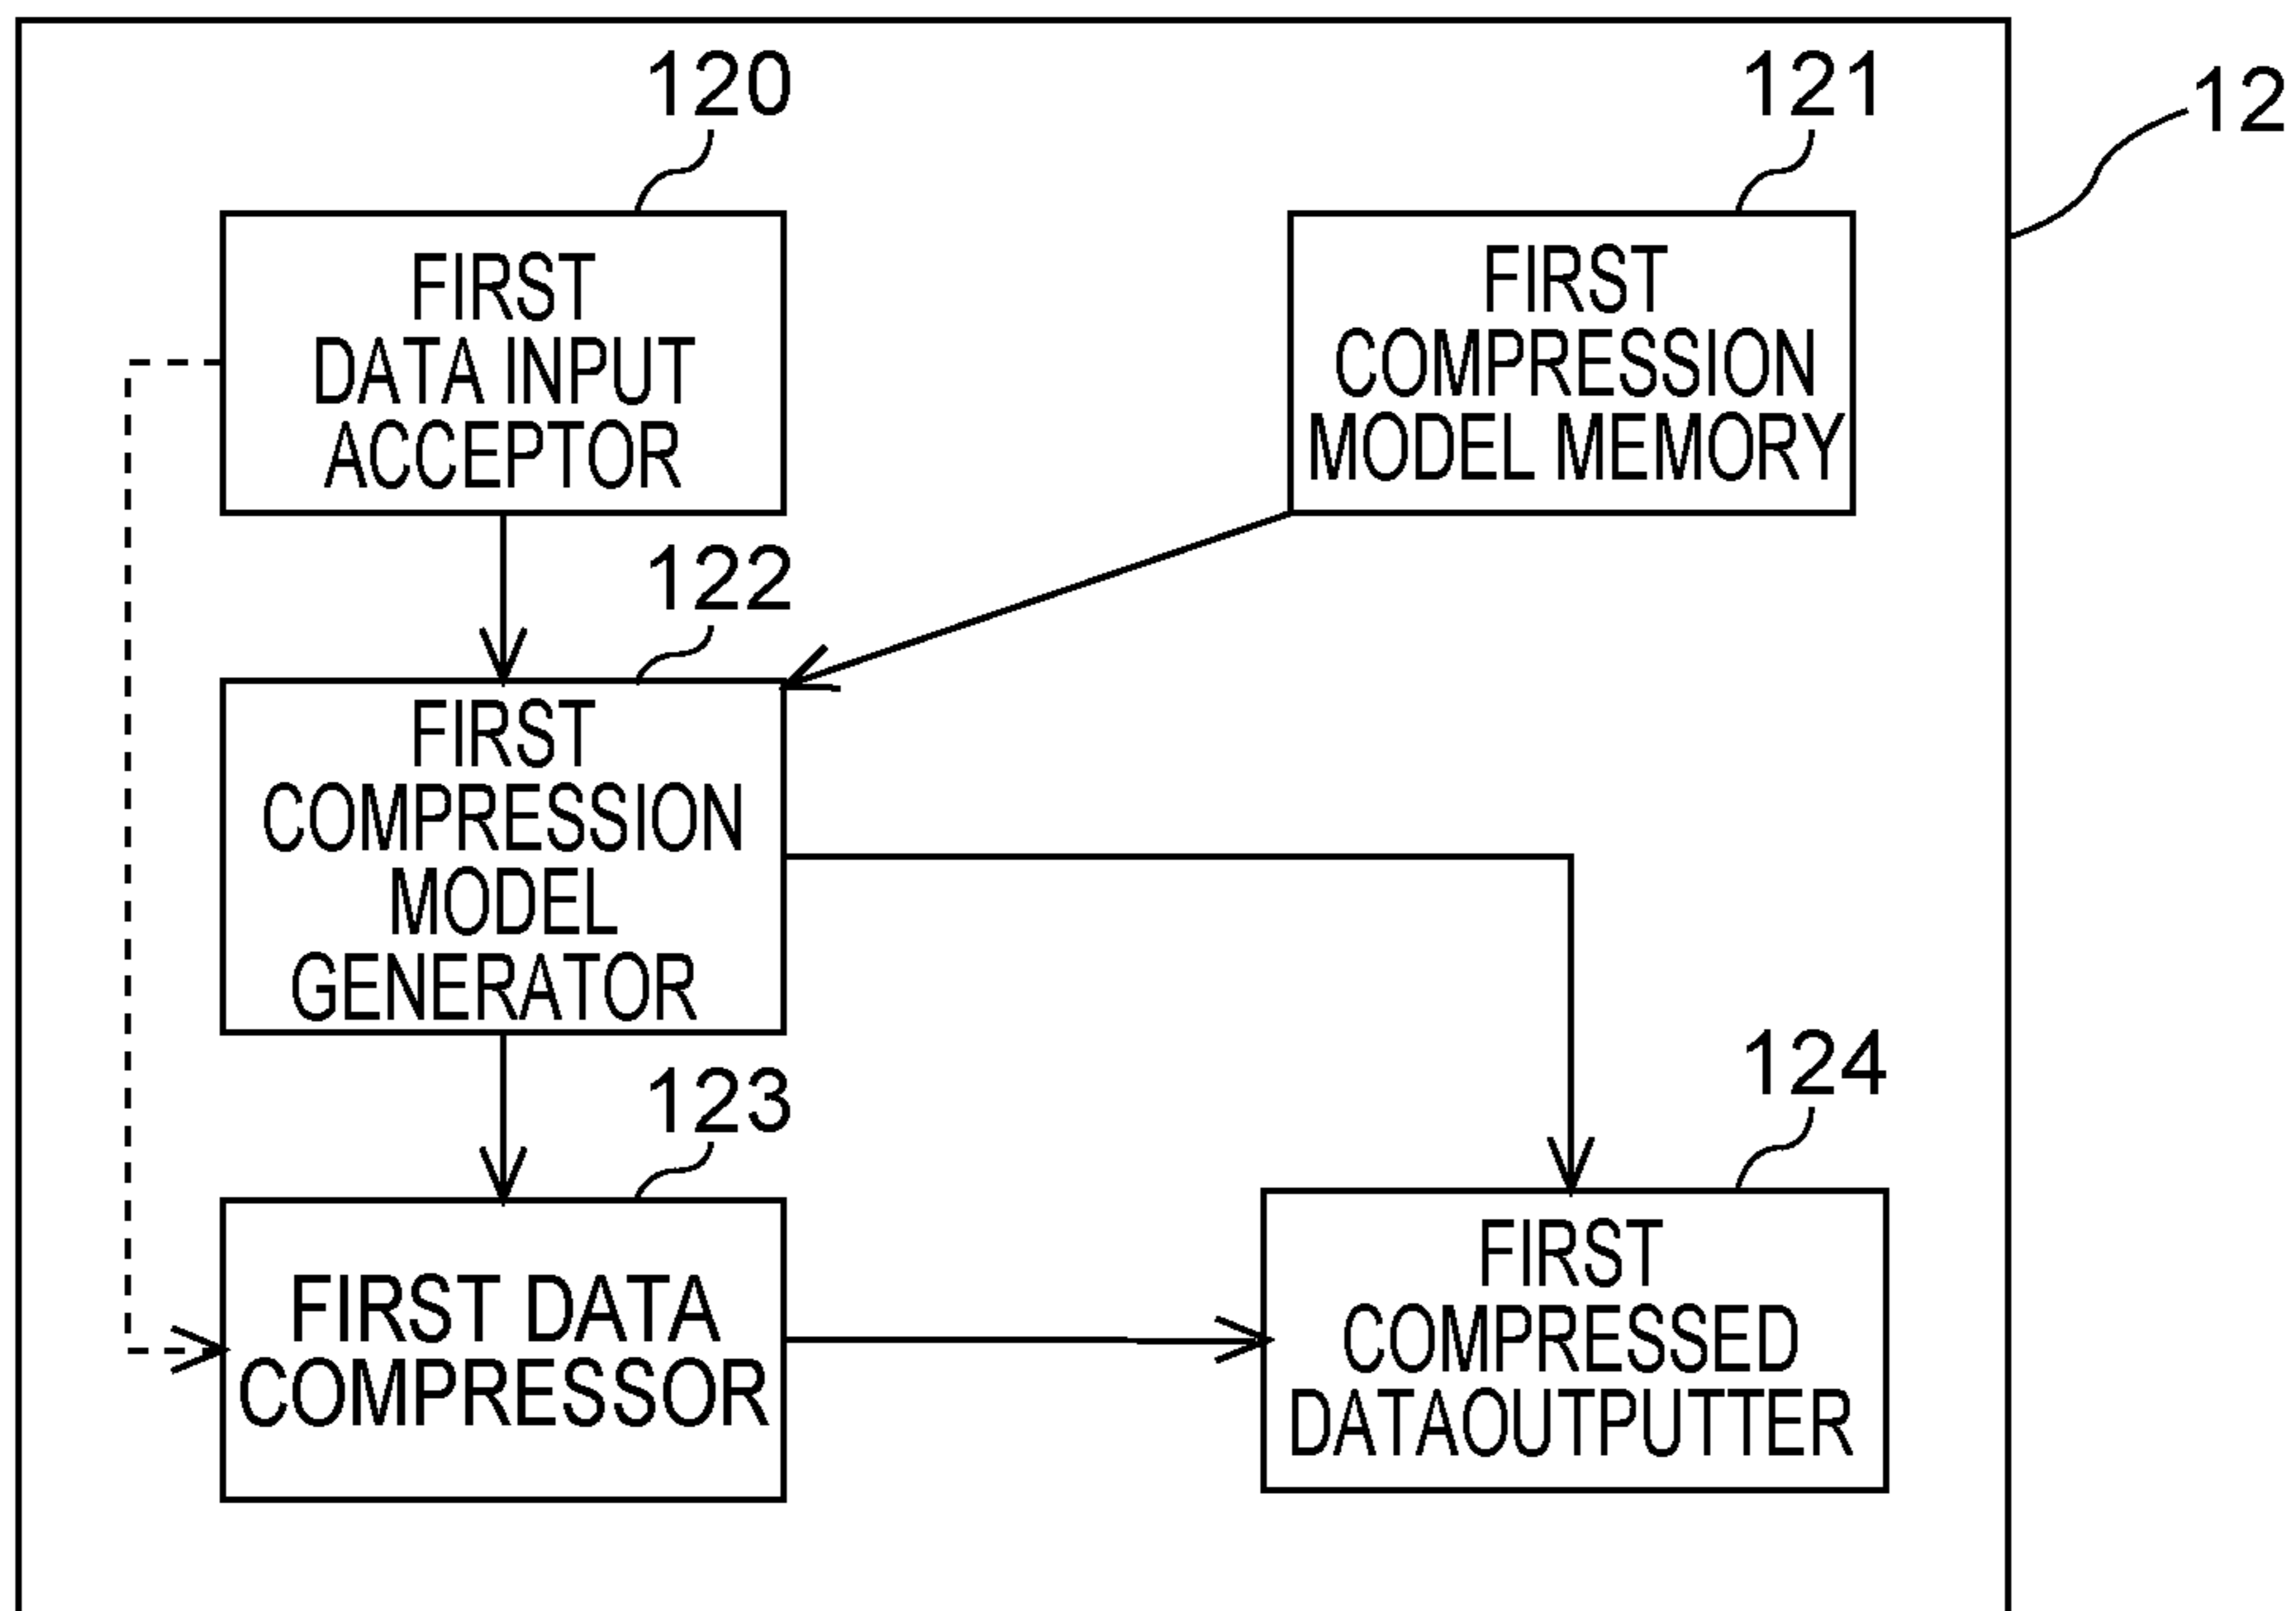 120
121
12
FIRST
DATA INPUT
ACCEPTOR
FIRST
COMPRESSION
MODEL MEMORY
122
FIRST
COMPRESSION
MODEL
GENERATOR
123
124
FIRST DATA
COMPRESSOR
FIRST
COMPRESSED
DATAOUTPUTTER